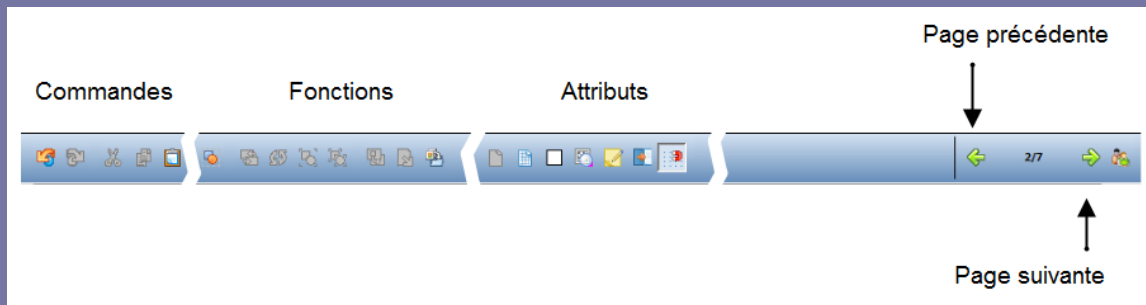 Page précédente
Commandes
Fonctions
Attributs
2/7
Page suivante